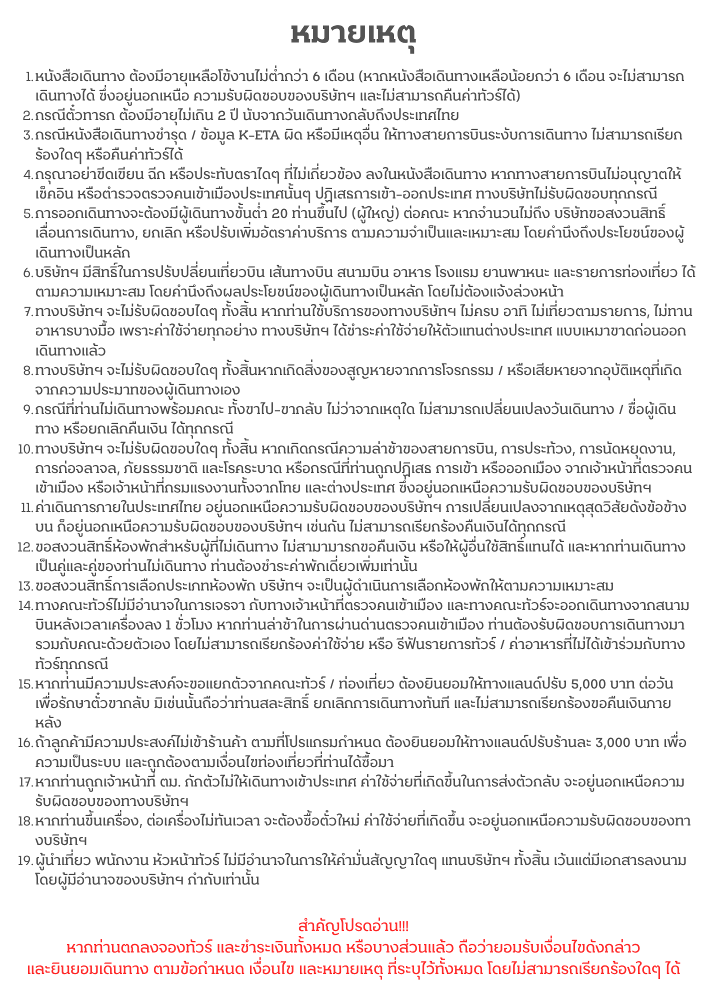 หมายเหตุ
1. หนังสือเดินทาง ต้องมีอายุเหลือโช้งานไม่ต่ำกว่า 6 เดือน (หากหนังสือเดินทางเหลือน้อยกว่า 6 เดือน จะไม่สามารถ
เดินทางได้ ซึ่งอยู่นอกเหนือ ความรับผิดชอบของบริษัทฯ และไม่สามารถคืนค่าทัวร์ได้)
2. กรณีตั๋วทารก ต้องมีอายุไม่เกิน 2 ปี นับจากวันเดินทางกลับถึงประเทศไทย
3. กรณีหนังสือเดินทางชำรุด / ข้อมูล K-ETA ผิด หรือมีเหตุอื่น ให้ทางสายการบินระงับการเดินทาง ไม่สามารถเรียก
ร้องใดๆ หรือคืนค่าทัวร์ได้
4. กรุณาอย่าขีดเขียน ฉีก หรือประทับตราไดๆ ที่ไม่เกี่ยวข้อง ลงในหนังสือเดินทาง หากทางสายการบินไม่อนุญาตให้
เช็คอิน หรือตำรวจตรวจคนเข้าเมืองประเทศนั้นๆ ปฏิเสธการเข้า-ออกประเทศ ทางบริษัทไม่รับผิดชอบทุกกรณี
5. การออกเดินทางจะต้องมีผู้เดินทางขั้นต่ำ 20 ท่านขึ้นไป (ผู้ใหญ่) ต่อคณะ หากจำนวนไม่ถึง บริษัทขอสงวนสิทธิ์
เลื่อนการเดินทาง, ยกเลิก หรือปรับเพิ่มอัตราค่าบริการ ตามความจำเป็นและเหมาะสม โดยคำนึงถึงประโยชน์ของผู้
เดินทางเป็นหลัก
6. บริษัทฯ มีสิทธิ์ในการปรับปลี่ยนเที่ยวบิน เส้นทางบิน สนามบิน อาหาร โรงแรม ยานพาหนะ และรายการท่องเที่ยว ได้
ตามความเหมาะสม โดยคำนึงถึงผลประโยชน์ของผู้เดินทางเป็นหลัก โดยไม่ต้องแจ้งล่วงหน้า
7. ทางบริษัทฯ จะไม่รับผิดชอบไดๆ ทั้งสิ้น หากท่านใช้บริการของทางบริษัทฯ ไม่ครบ อาทิ ไม่เที่ยวตามรายการ, ไม่ทาน
อาหารบางมื้อ เพราะค่าใช้จ่ายทุกอย่าง ทางบริษัทฯ ได้ชำระค่าใช้จ่ายให้ตัวแทนต่างประเทศ แบบเหมาขาดก่อนออก
เดินทางแล้ว
8. ทางบริษัทฯ จะไม่รับผิดชอบใดๆ ทั้งสิ้นหากเกิดสิ่งของสูญหายจากการโจรกรรม / หรือเสียหายจากอุบัติเหตุที่เกิด
จากความประมาทของผู้เดินทางเอง
9. กรณีที่ท่านไม่เดินทางพร้อมคณะ ทั้งขาไป-ขากลับ ไม่ว่าจากเหตุใด ไม่สามารถเปลี่ยนเปลงวันเดินทาง / ชื่อผู้เดิน
ทาง หรือยกเลิกคืนเงิน ได้ทุกกรณี
10. ทางบริษัทฯ จะไม่รับผิดขอบใดๆ ทั้งสิ้น หากเกิดกรณีความล่าช้าของสายการบิน, การประท้วง, การนัดหยุดงาน,
การก่อจลาจล, ภัยธรรมชาติ และโรคระบาด หรือกรณีที่ท่านถูกปฏิเสธ การเข้า หรือออกเมือง จากเจ้าหน้าที่ตรวจคน
เข้าเมือง หรือเจ้าหน้าที่กรมแรงงานทั้งจากโทย และต่างประเทศ ซึ่งอยู่นอกเหนือความรับผิดชอบของบริษัทฯ
11. ค่าเดินการภายในประเทศไทย อยู่นอกเหนือความรับผิดชอบของบริษัทฯ การเปลี่ยนเปลงจากเหตุสุดวิสัยดังข้อข้าง
บน ก็อยู่นอกเหนือความรับผิดชอบของบริษัทฯ เช่นกัน ไม่สามารถเรียกร้องคืนเงินได้ทุกกรณี
12. ขอสงวนสิทธิ์ห้องพักสำหรับผู้ที่ไม่เดินทาง ไม่สามามารถขอคืนเงิน หรือให้ผู้อื่นใช้สิทธิ์แทนได้ และหากท่านเดินทาง
เป็นคู่และคู่ของท่านไม่เดินทาง ท่านต้องชำระค่าพักเดี่ยวเพิ่มเท่านั้น
13. ขอสงวนสิทธิ์การเลือกประเภทห้องพัก บริษัทฯ จะเป็นผู้ดำเนินการเลือกห้องพักให้ตามความเหมาะสม
14. ทางคณะทัวร์ไม่มีอำนาจในการเจรจา กับทางเจ้าหน้าที่ตรวจคนเข้าเมือง และทางคณะทัวร์จะออกเดินทางจากสนาม
บินหลังเวลาเครื่องลง 1 ชั่วโมง หากท่านล่าช้าในการผ่านด่านตรวจคนเข้าเมือง ท่านต้องรับผิดชอบการเดินทางมา
รวมกับคณะด้วยตัวเอง โดยไม่สามารถเรียกร้องค่าใช้จ่าย หรือ รีฟันรายการทัวร์ / ค่าอาหารที่ไม่ได้เข้าร่วมกับทาง
ทัวร์ทุกกรณี
15. หากท่านมีความประสงค์จะขอแยกตัวจากคณะทัวร์ / ท่องเที่ยว ต้องยินยอมให้ทางแลนด์ปรับ 5,000 บาท ต่อวัน
เพื่อรักษาตั๋วขากลับ มิเช่นนั้นถือว่าท่านสละสิทธิ์ ยกเลิกการเดินทางทันที และไม่สามารถเรียกร้องขอคืนเงินภาย
หลัง
16. ถ้าลูกค้ามีความประสงค์ไม่เข้าร้านค้า ตามที่โปรแกรมกำหนด ต้องยินยอมให้ทางแลนด์ปรับร้านละ 3,000 บาท เพื่อ
ความเป็นระบบ และถูกต้องตามเงื่อนไขท่องเที่ยวที่ท่านได้ซื้อมา
17. หากท่านถูกเจ้าหน้าที่ ตม. กักตัวไม่ให้เดินทางเข้าประเทศ ค่าใช้จ่ายที่เกิดขึ้นในการส่งตัวกลับ จะอยู่นอกเหนือความ
รับผิดชอบของทางบริษัทฯ
18. หากท่านขึ้นเครื่อง, ต่อเครื่องไม่ทันเวลา จะต้องซื้อตั๋วใหม่ ค่าใช้จ่ายที่เกิดขึ้น จะอยู่นอกเหนือความรับผิดชอบของทา
งบริษัทฯ
19. ผู้นำเที่ยว พนักงาน หัวหน้าทัวร์ ไม่มีอำนาจในการให้คำมั่นสัญญาใดๆ แทนบริษัทฯ ทั้งสิ้น เว้นแต่มีเอกสารลงนาม
โดยผู้มีอำนาจของบริษัทฯ กำกับเท่านั้น
สำคัญโปรดอ่าน!!!
หากท่านตกลงจองทัวร์ และชำระเงินทั้งหมด หรือบางส่วนแล้ว ถือว่ายอมรับเงื่อนไขดังกล่าว
และยินยอมเดินทาง ตามข้อกำหนด เงื่อนไข และหมายเหตุ ที่ระบุไว้ทั้งหมด โดยไม่สามารถเรียกร้องใดๆ ได้